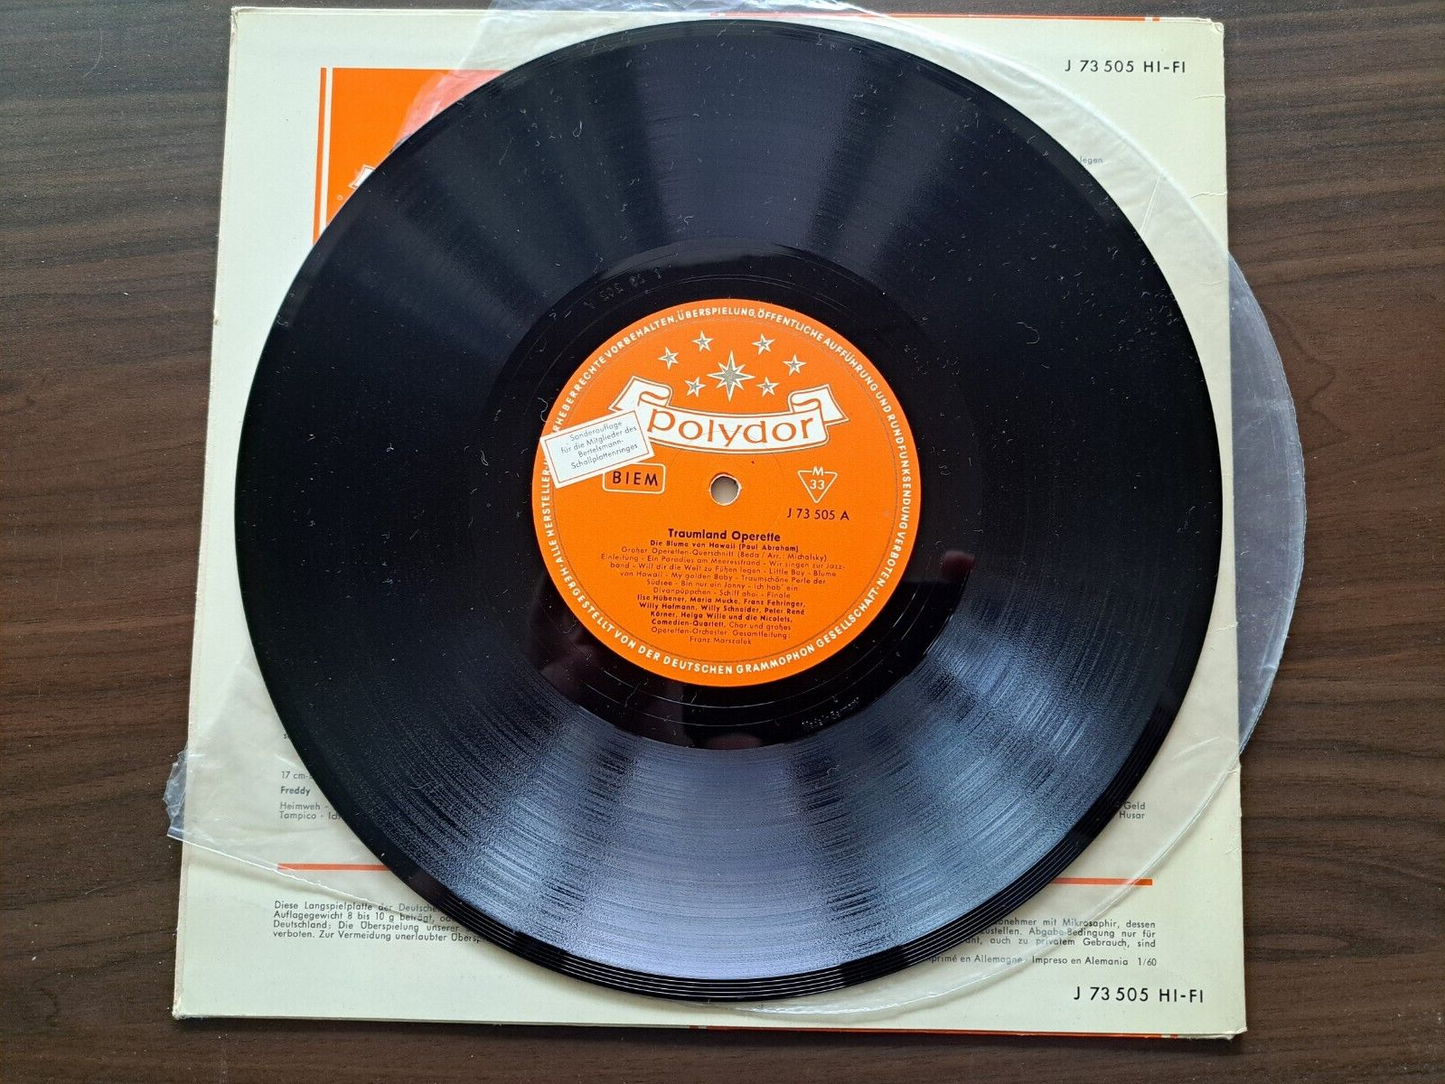 J 73 505 HI-FI
legen
ALLE HERSTELLER- U. URHEBERRECHTE VORBEHALTEN, ÜBERSPIELUNG, ÖFFENTLICHE AUFFÜHRUNG UND RUNDFUNKSENDUNG VERBOTEN·
HERGESTELLT VON DER DEUTSCHEN GRAMMOPHON GESELLSCHAFT·
polydor
Sonderauflage
für die Mitglieder des
Bertelsmann-
Schallplattenringes
BIEM
M
33
J 73 505 A
Traumland Operette
Die Blume von Hawaii (Paul Abraham)
Großer Operetten-Querschnitt (Beda / Arr.: Michalsky)
Einleitung - Ein Paradies am Meeresstrand - Wir singen zur Jazz-
band - Will dir die Welt zu Füßen legen - Little Boy - Blume
von Hawaii - My golden Baby - Traumschöne Perle der
Südsee - Bin nur ein Jonny - Ich hab' ein
Divanpüppchen - Schiff ahoi - Finale
Ilse Hübener, Maria Mucke, Franz Fehringer,
Willy Hofmann, Willy Schneider, Peter René
Körner, Helga Wille und die Nicolets,
Comedien-Quartett, Chor und großes
Operetten-Orchester Gesamtleitung:
Franz Marszalek
Made in Germany
17 cm-
Freddy
Heimweh -
Tampico -
Geld
Husar
Diese Langspielplatte der Deutschen
Auflagegewicht 8 bis 10 g beträgt,
Deutschland: Die Überspielung unserer
verboten. Zur Vermeidung unerlaubter
mit Mikrosaphir, dessen
Abgabe-Bedingung nur für
auch zu privatem Gebrauch, sind
en Allemagne · Impreso en Alemania 1/60
J 73 505 HI-FI